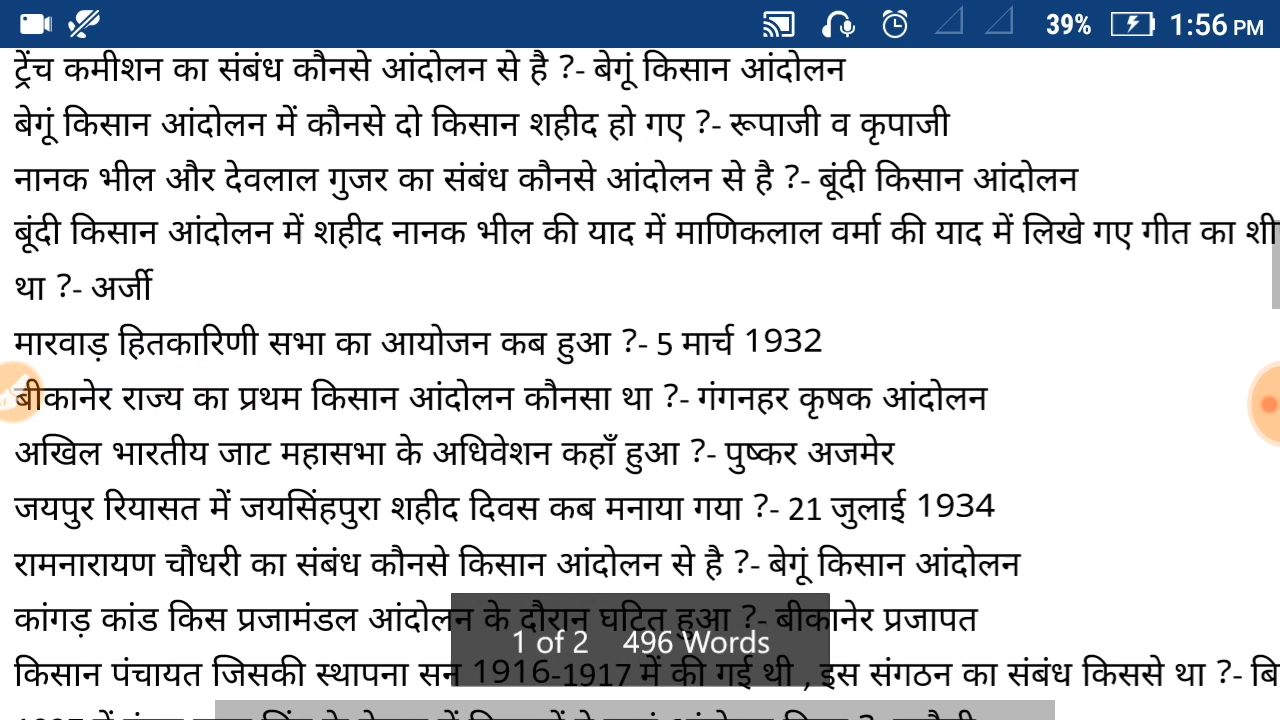 39% 1:56 PM
ट्रेंच कमीशन का संबंध कौनसे आंदोलन से है ?- बेगूं किसान आंदोलन
बेगूं किसान आंदोलन में कौनसे दो किसान शहीद हो गए ?- रूपाजी व कृपाजी
नानक भील और देवलाल गुजर का संबंध कौनसे आंदोलन से है ?- बूंदी किसान आंदोलन
बूंदी किसान आंदोलन में शहीद नानक भील की याद में माणिकलाल वर्मा की याद में लिखे गए गीत का शी
था ?- अर्जी
मारवाड़ हितकारिणी सभा का आयोजन कब हुआ ?- 5 मार्च 1932
बीकानेर राज्य का प्रथम किसान आंदोलन कौनसा था ?- गंगनहर कृषक आंदोलन
अखिल भारतीय जाट महासभा के अधिवेशन कहाँ हुआ ?- पुष्कर अजमेर
जयपुर रियासत में जयसिंहपुरा शहीद दिवस कब मनाया गया ?- 21 जुलाई 1934
रामनारायण चौधरी का संबंध कौनसे किसान आंदोलन से है ?- बेगूं किसान आंदोलन
कांगड़ कांड किस प्रजामंडल आंदोलन के दौरान घटित हुआ ?- बीकानेर प्रजापत
1 of 2 496 Words
किसान पंचायत जिसकी स्थापना सन 1916-1917 में की गई थी , इस संगठन का संबंध किससे था ?- बि